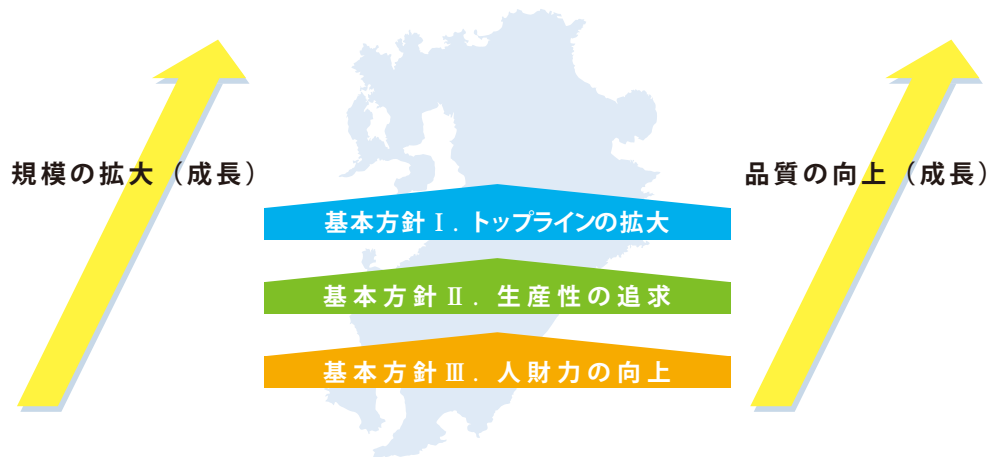 規模の拡大（成長）
品質の向上（成長）
基本方針Ⅰ. トップラインの拡大
基本方針Ⅱ. 生産性の追求
基本方針Ⅲ. 人財力の向上